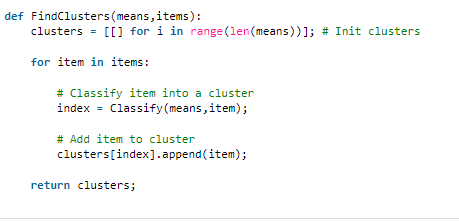 def FindClusters(means,items):
    clusters = [[] for i in range(len(means))]; # Init clusters
    for item in items:
        # Classify item into a cluster
        index = Classify(means,item);
        # Add item to cluster
        clusters[index].append(item);
    return clusters;